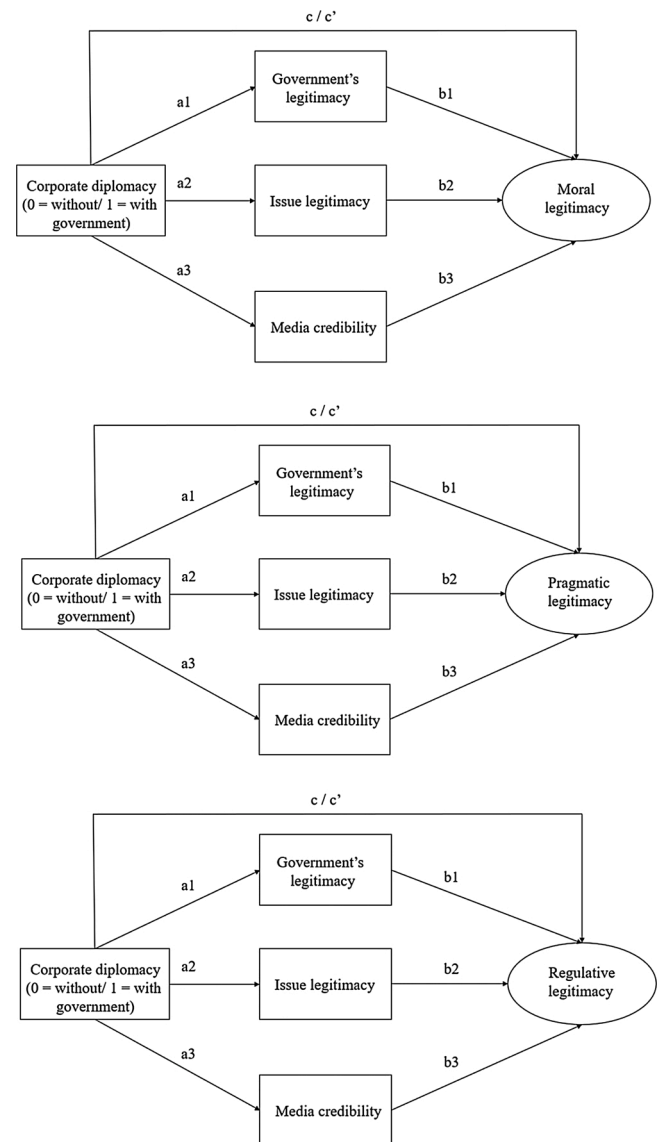 c / c’
Government’s
legitimacy
a1
b1
Corporate diplomacy
(0 = without/ 1 = with
government)
a2
Issue legitimacy
b2
Moral
legitimacy
a3
b3
Media credibility
c / c’
Government’s
legitimacy
a1
b1
Corporate diplomacy
(0 = without/ 1 = with
government)
a2
Issue legitimacy
b2
Pragmatic
legitimacy
a3
b3
Media credibility
c / c’
Government’s
legitimacy
a1
b1
Corporate diplomacy
(0 = without/ 1 = with
government)
a2
Issue legitimacy
b2
Regulative
legitimacy
a3
b3
Media credibility